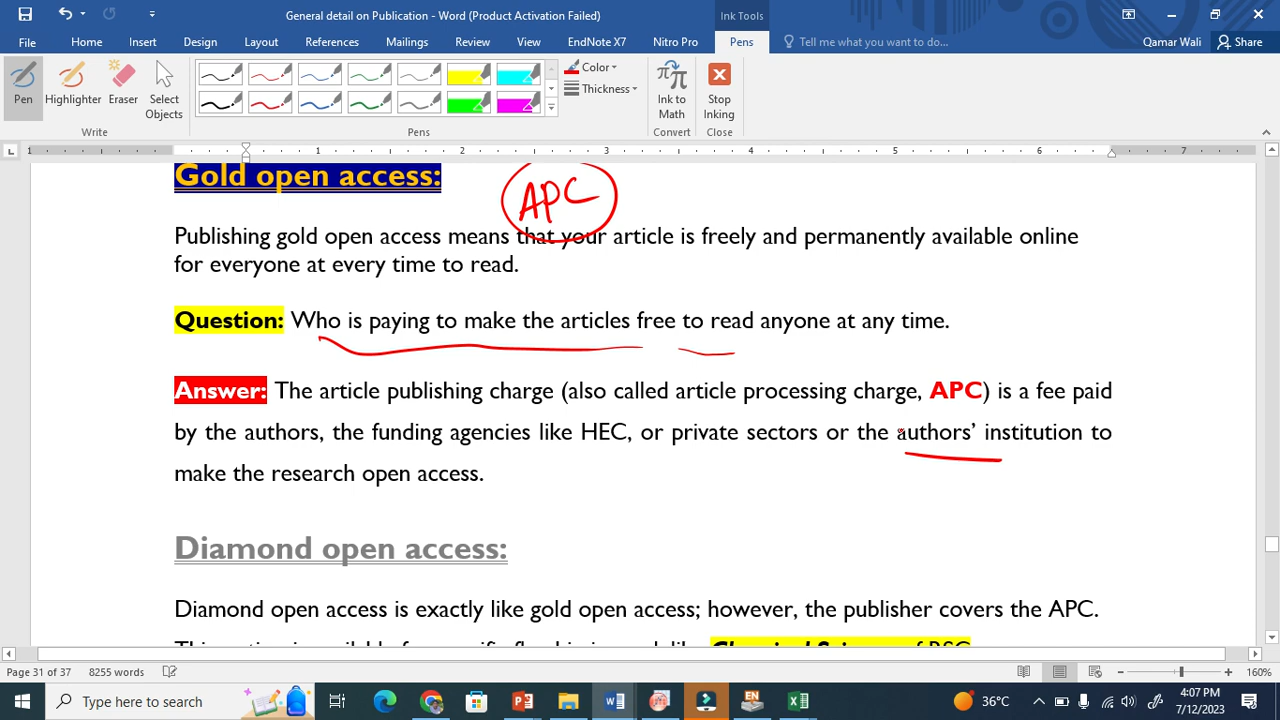 General detail on Publication - Word (Product Activation Failed)
Ink Tools
File
Home
Insert
Design
Layout
References
Mailings
Review
View
EndNote X7
Nitro Pro
Pens
Tell me what you want to do...
Qamar Wali
Share
Pen
Highlighter
Eraser
Select Objects
Color
Thickness
Ink to Math
Stop Inking
Write
Pens
Convert
Close
1 1 2 3 4 5 6 7
Gold open access:
APC
Publishing gold open access means that your article is freely and permanently available online
for everyone at every time to read.
Question: Who is paying to make the articles free to read anyone at any time.
Answer: The article publishing charge (also called article processing charge, APC) is a fee paid
by the authors, the funding agencies like HEC, or private sectors or the authors’ institution to
make the research open access.
Diamond open access:
Diamond open access is exactly like gold open access; however, the publisher covers the APC.
Page 31 of 37
8255 words
160%
Type here to search
36°C
4:07 PM
7/12/2023